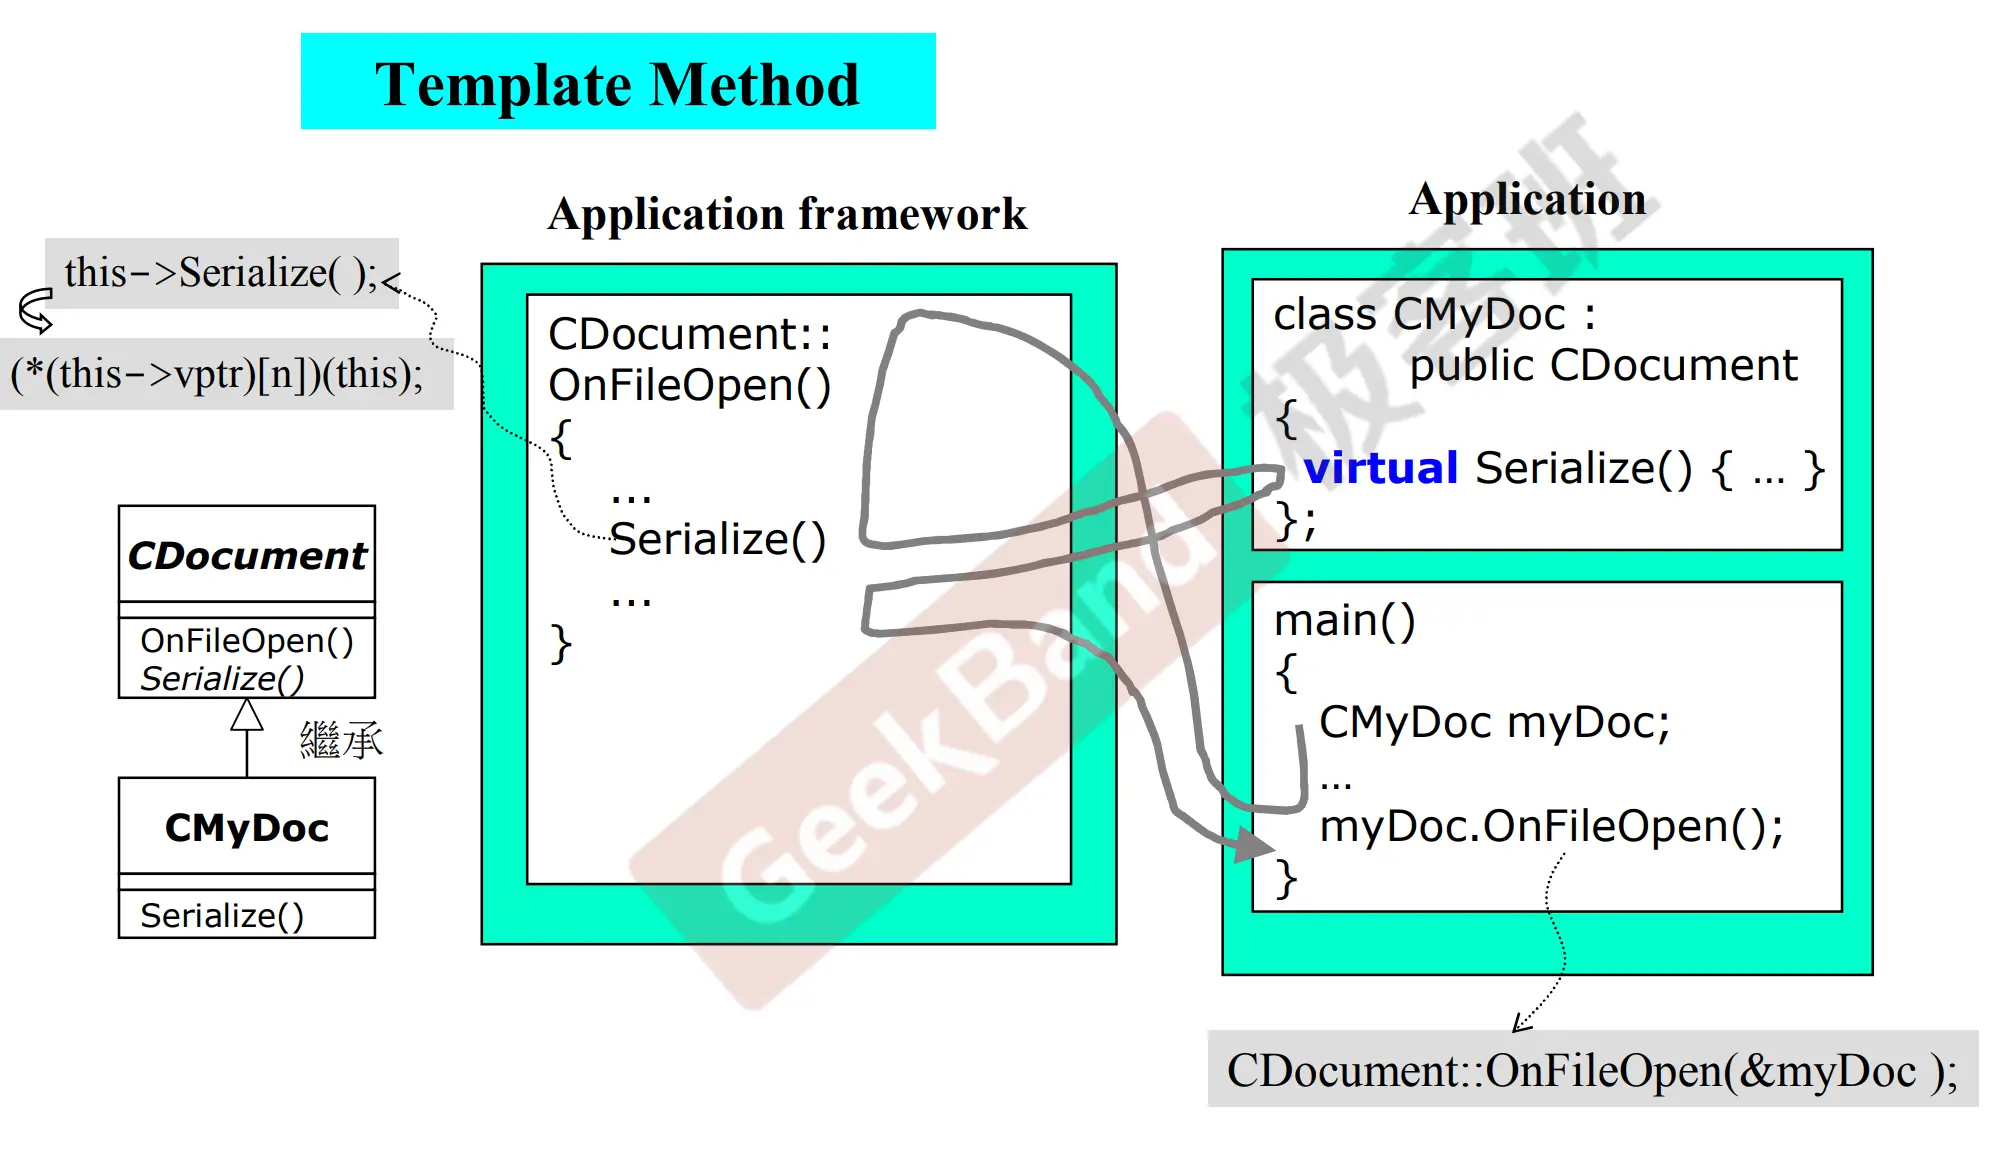 Template Method
Application framework
Application
this->Serialize( );
(*(this->vptr)[n])(this);
CDocument
OnFileOpen()
Serialize()
繼承
CMyDoc
Serialize()
CDocument::
OnFileOpen()
{
...
Serialize()
...
}
class CMyDoc :
public CDocument
{
virtual Serialize() { ... }
};
main()
{
CMyDoc myDoc;
...
myDoc.OnFileOpen();
}
CDocument::OnFileOpen(&myDoc );
GeekBand
极客班